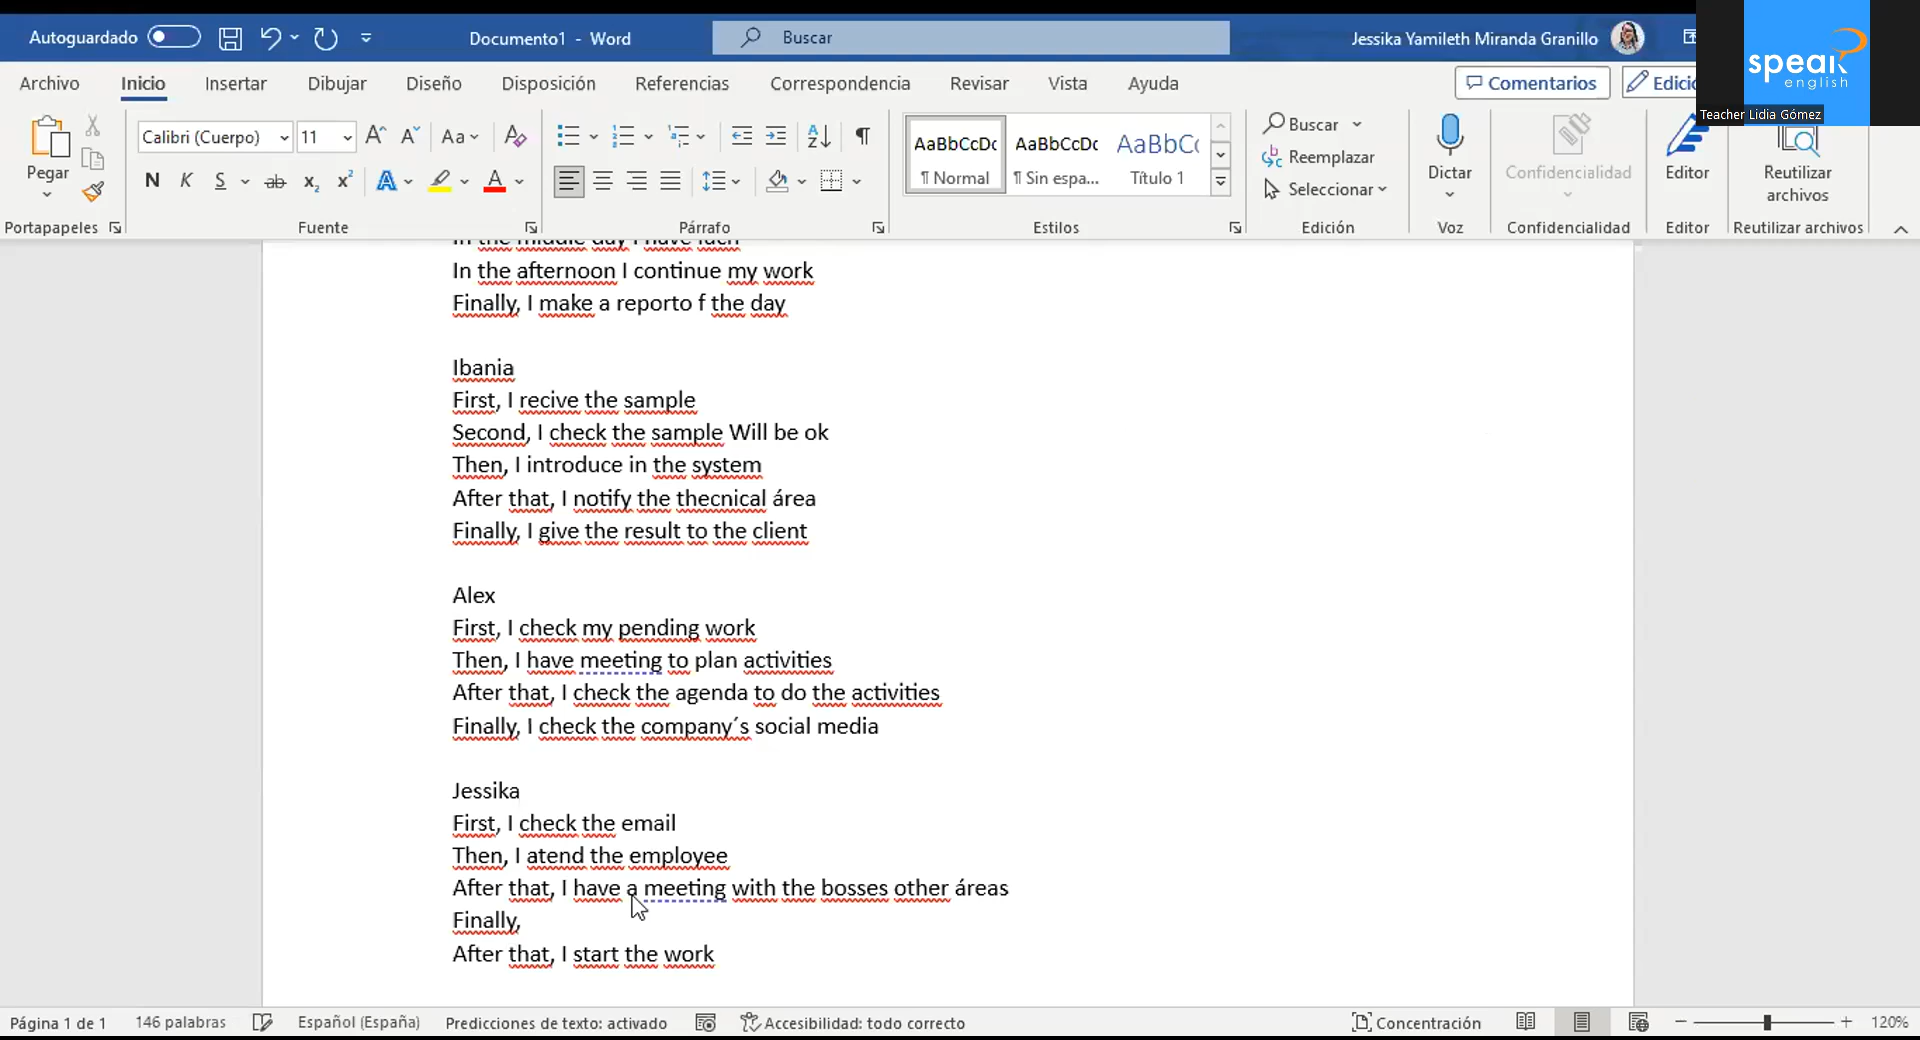 Autoguardado
Documento1 - Word
Buscar
Jessika Yamileth Miranda Granillo
speak
english
Teacher Lidia Gómez
Archivo Inicio Insertar Dibujar Diseño Disposición Referencias Correspondencia Revisar Vista Ayuda
Comentarios
Pegar
Portapapeles
Calibri (Cuerpo) 11 A A Aa A
N K S ab x₂ x² A A
Fuente
Párrafo
AaBbCcDc AaBbCcDc AaBbC
¶ Normal ¶ Sin espa... Título 1
Estilos
Buscar
Reemplazar
Seleccionar
Edición
Dictar
Voz
Confidencialidad
Confidencialidad
Editor
Editor
Reutilizar
archivos
Reutilizar archivos
In the afternoon I continue my work
Finally, I make a reporto f the day
Ibania
First, I recive the sample
Second, I check the sample Will be ok
Then, I introduce in the system
After that, I notify the thecnical área
Finally, I give the result to the client
Alex
First, I check my pending work
Then, I have meeting to plan activities
After that, I check the agenda to do the activities
Finally, I check the company´s social media
Jessika
First, I check the email
Then, I atend the employee
After that, I have a meeting with the bosses other áreas
Finally,
After that, I start the work
Página 1 de 1 146 palabras Español (España) Predicciones de texto: activado Accesibilidad: todo correcto Concentración 120%